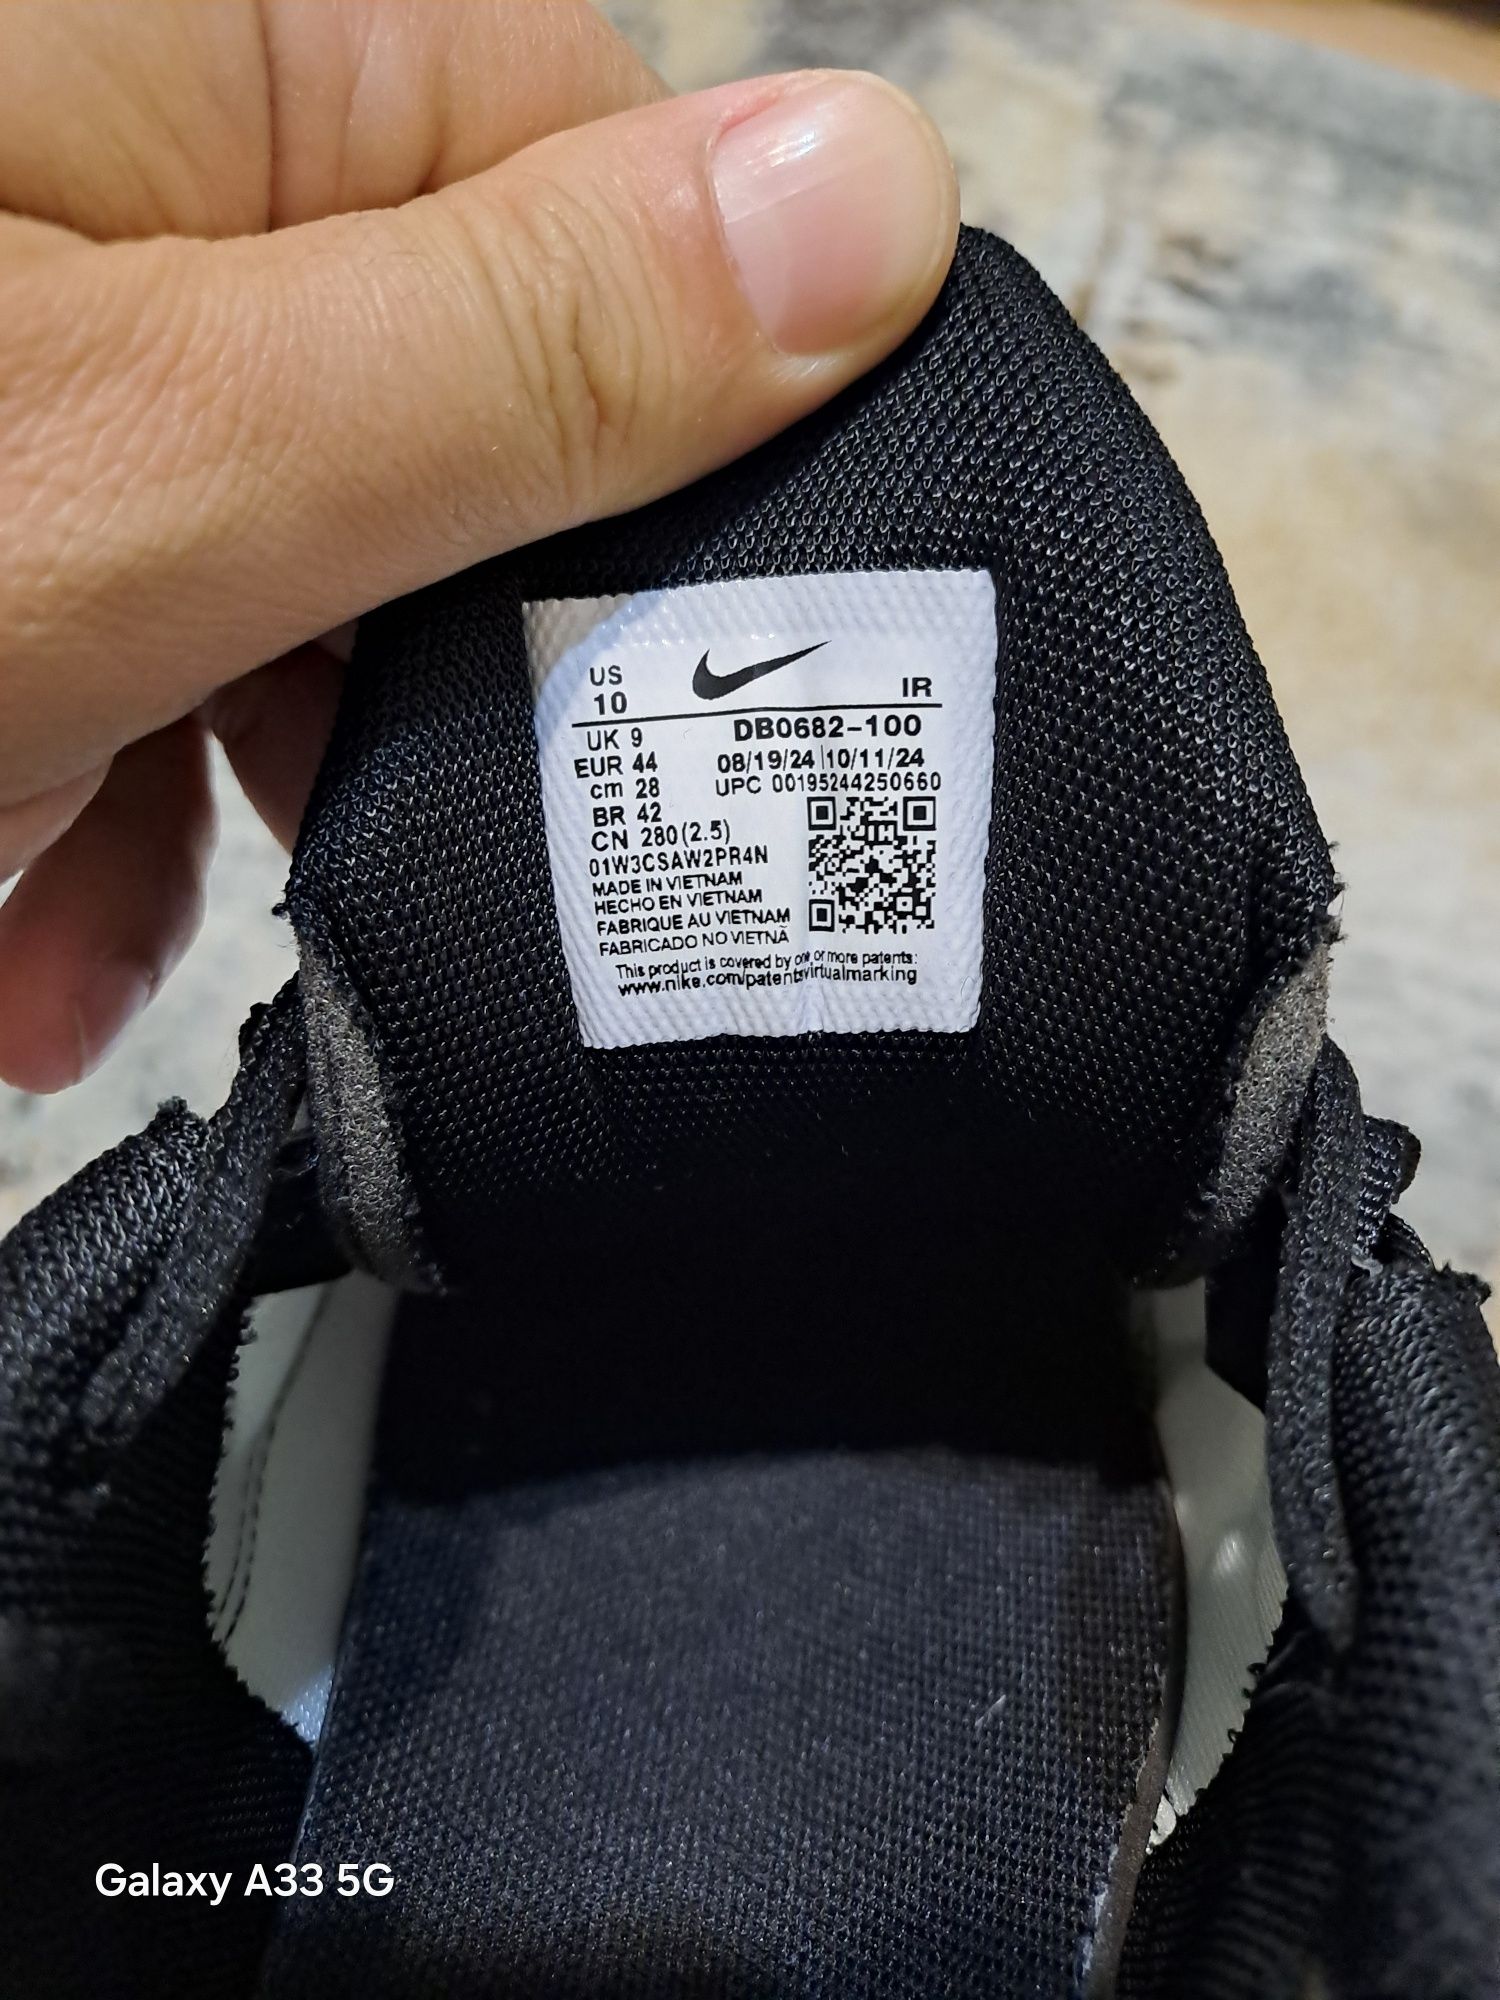 US
10
IR
UK 9
DB0682-100
EUR 44
08/19/24 10/11/24
cm 28
UPC 00195244250660
BR 42
CN 280(2.5)
01W3CSAW2PR4N
MADE IN VIETNAM
HECHO EN VIETNAM
FABRIQUE AU VIETNAM
FABRICADO NO VIETNÃ
This product is covered by one or more patents:
www.nike.com/patentsvirtualmarking
Galaxy A33 5G